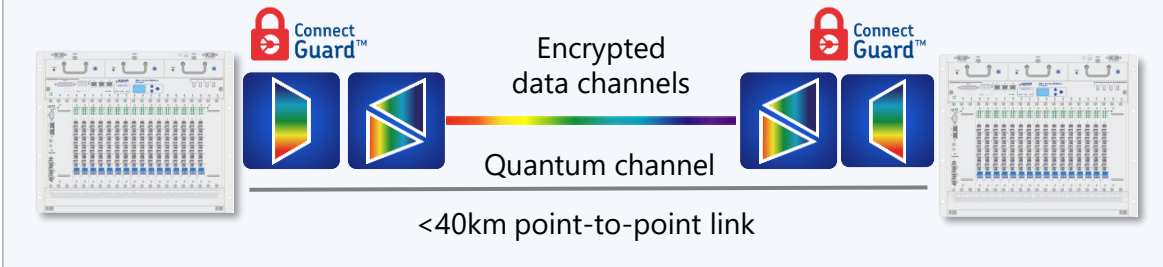 Connect
Guard™
Encrypted
data channels
Connect
Guard™
Quantum channel
<40km point-to-point link